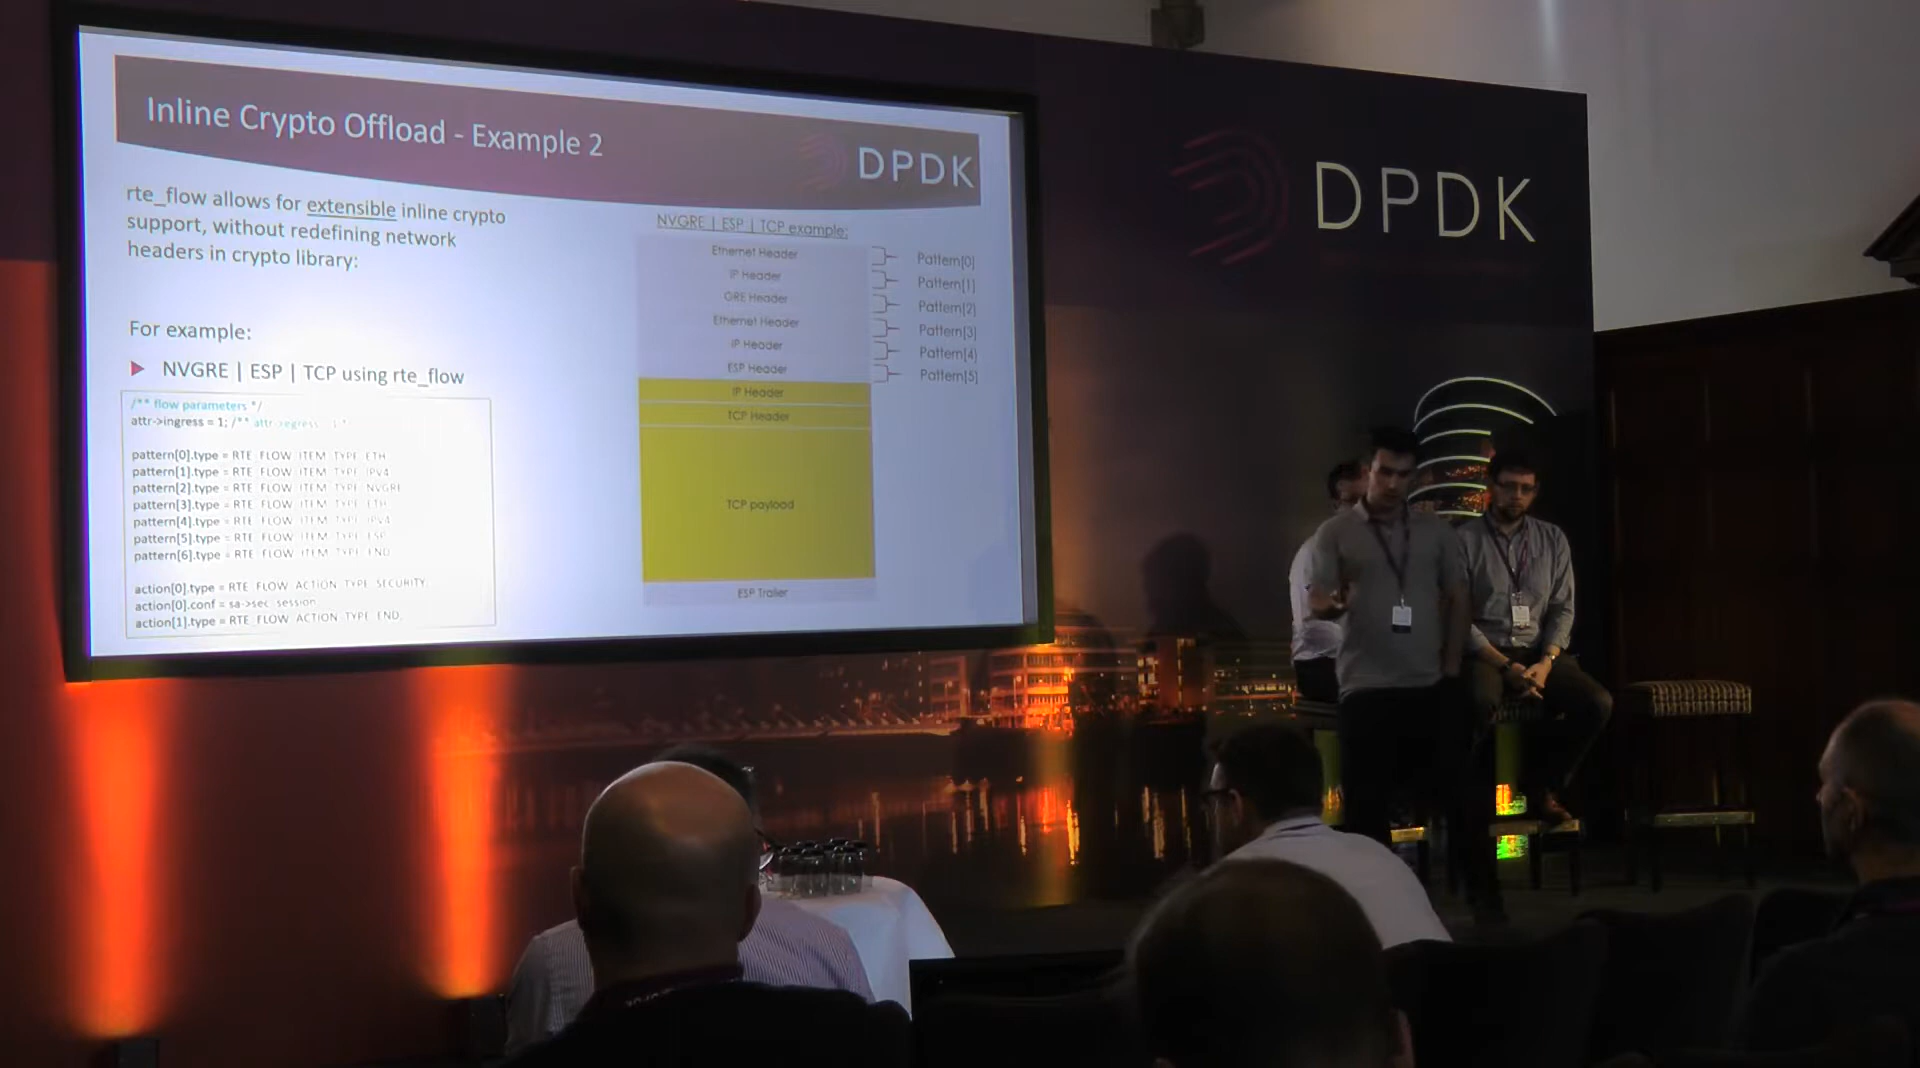 Inline Crypto Offload - Example 2
DPDK
rte_flow allows for extensible inline crypto
support, without redefining network
headers in crypto library:
For example:
NVGRE | ESP | TCP using rte_flow
/** flow parameters */
attr->ingress = 1; /** attr->egress
pattern[0].type = RTE_FLOW_ITEM_TYPE_ETH
pattern[1].type = RTE_FLOW_ITEM_TYPE_IPV4
pattern[2].type = RTE_FLOW_ITEM_TYPE_NVGRE
pattern[3].type = RTE_FLOW_ITEM_TYPE_ETH
pattern[4].type = RTE_FLOW_ITEM_TYPE_IPV4
pattern[5].type = RTE_FLOW_ITEM_TYPE_ESP
pattern[6].type = RTE_FLOW_ITEM_TYPE_END
action[0].type = RTE_FLOW_ACTION_TYPE_SECURITY
action[0].conf = sa->sec_session
action[1].type = RTE_FLOW_ACTION_TYPE_END
NVGRE | ESP | TCP example:
Ethernet Header Pattern[0]
IP Header Pattern[1]
GRE Header Pattern[2]
Ethernet Header Pattern[3]
IP Header Pattern[4]
ESP Header Pattern[5]
IP Header
TCP Header
TCP payload
ESP Trailer
DPDK